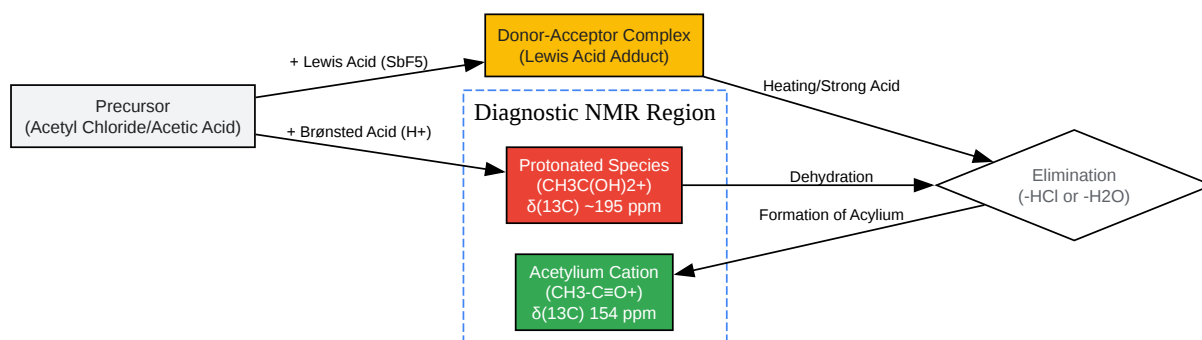 Donor-Acceptor Complex
(Lewis Acid Adduct)
+ Lewis Acid (SbF5)
Heating/Strong Acid
Precursor
(Acetyl Chloride/Acetic Acid)
Diagnostic NMR Region
+ Brønsted Acid (H+)
Protonated Species
(CH3C(OH)2+)
δ(13C) ~195 ppm
Dehydration
Elimination
(-HCl or -H2O)
Formation of Acylium
Acetylium Cation
(CH3-C≡O+)
δ(13C) 154 ppm